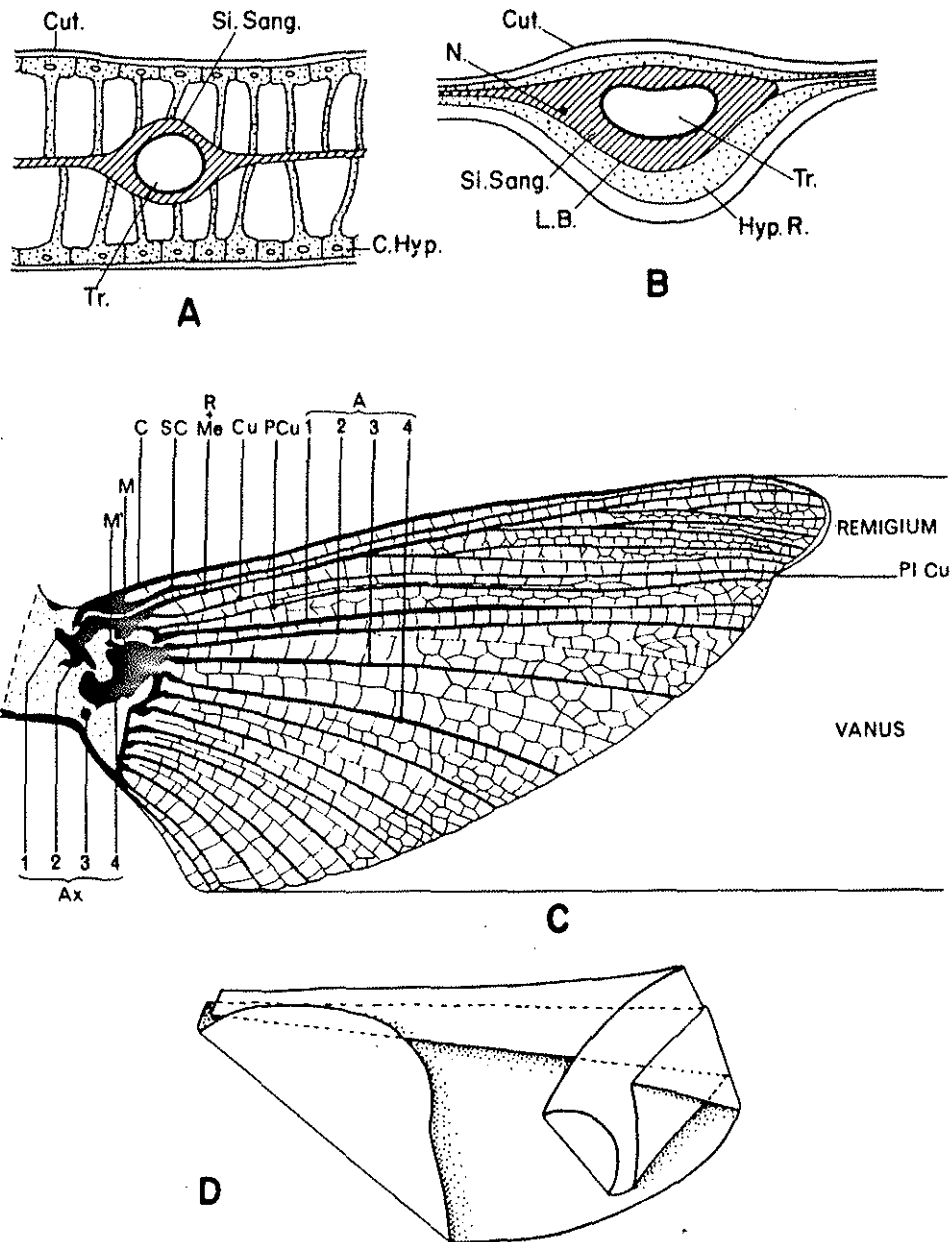 Cut. Si. Sang.
C.Hyp.
Tr.
A
Cut.
N.
Si. Sang.
L.B.
Tr.
Hyp. R.
B
R A
+
C SC Me Cu PCu 1 2 3 4
M
M'
REMIGIUM
Pl Cu
VANUS
1 2 3 4
Ax
C
D